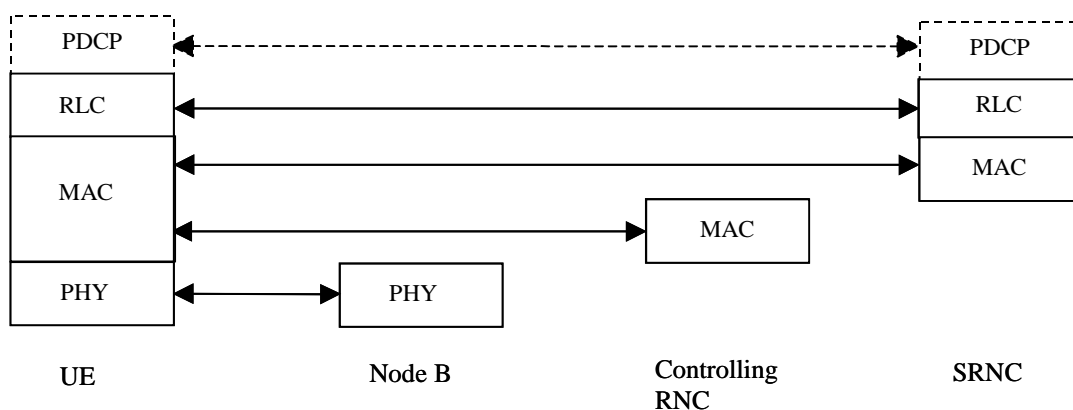 PDCP
PDCP
RLC
RLC
MAC
MAC
MAC
PHY
PHY
UE
Node B
Controlling
RNC
SRNC